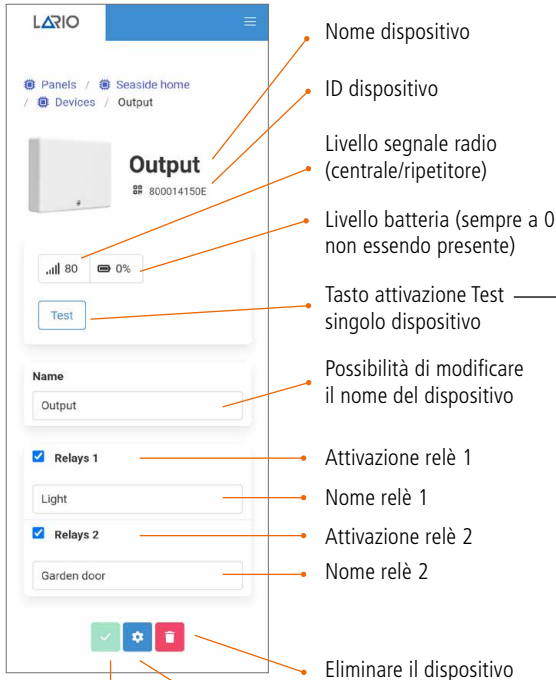 LARIO
Panels / Seaside home
/ Devices / Output
Output
800014150E
80 0%
Test
Name
Output
Relays 1
Light
Relays 2
Garden door
Nome dispositivo
ID dispositivo
Livello segnale radio
(centrale/ripetitore)
Livello batteria (sempre a 0
non essendo presente)
Tasto attivazione Test
singolo dispositivo
Possibilità di modificare
il nome del dispositivo
Attivazione relè 1
Nome relè 1
Attivazione relè 2
Nome relè 2
Eliminare il dispositivo